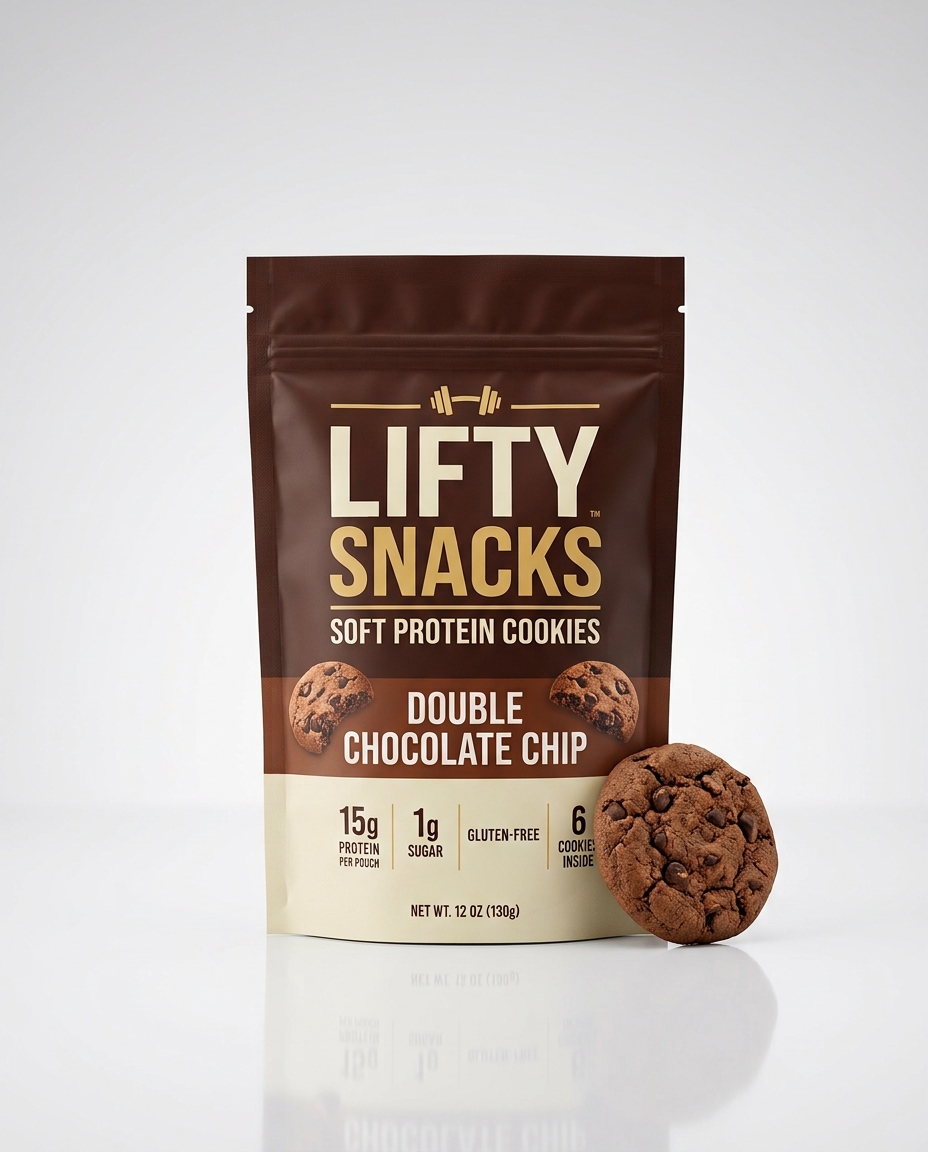 LIFTY
™
SNACKS
SOFT PROTEIN COOKIES
DOUBLE
CHOCOLATE CHIP
15g
PROTEIN
PER POUCH
1g
SUGAR
GLUTEN-FREE
6
COOKIES
INSIDE
NET WT. 12 OZ (130g)